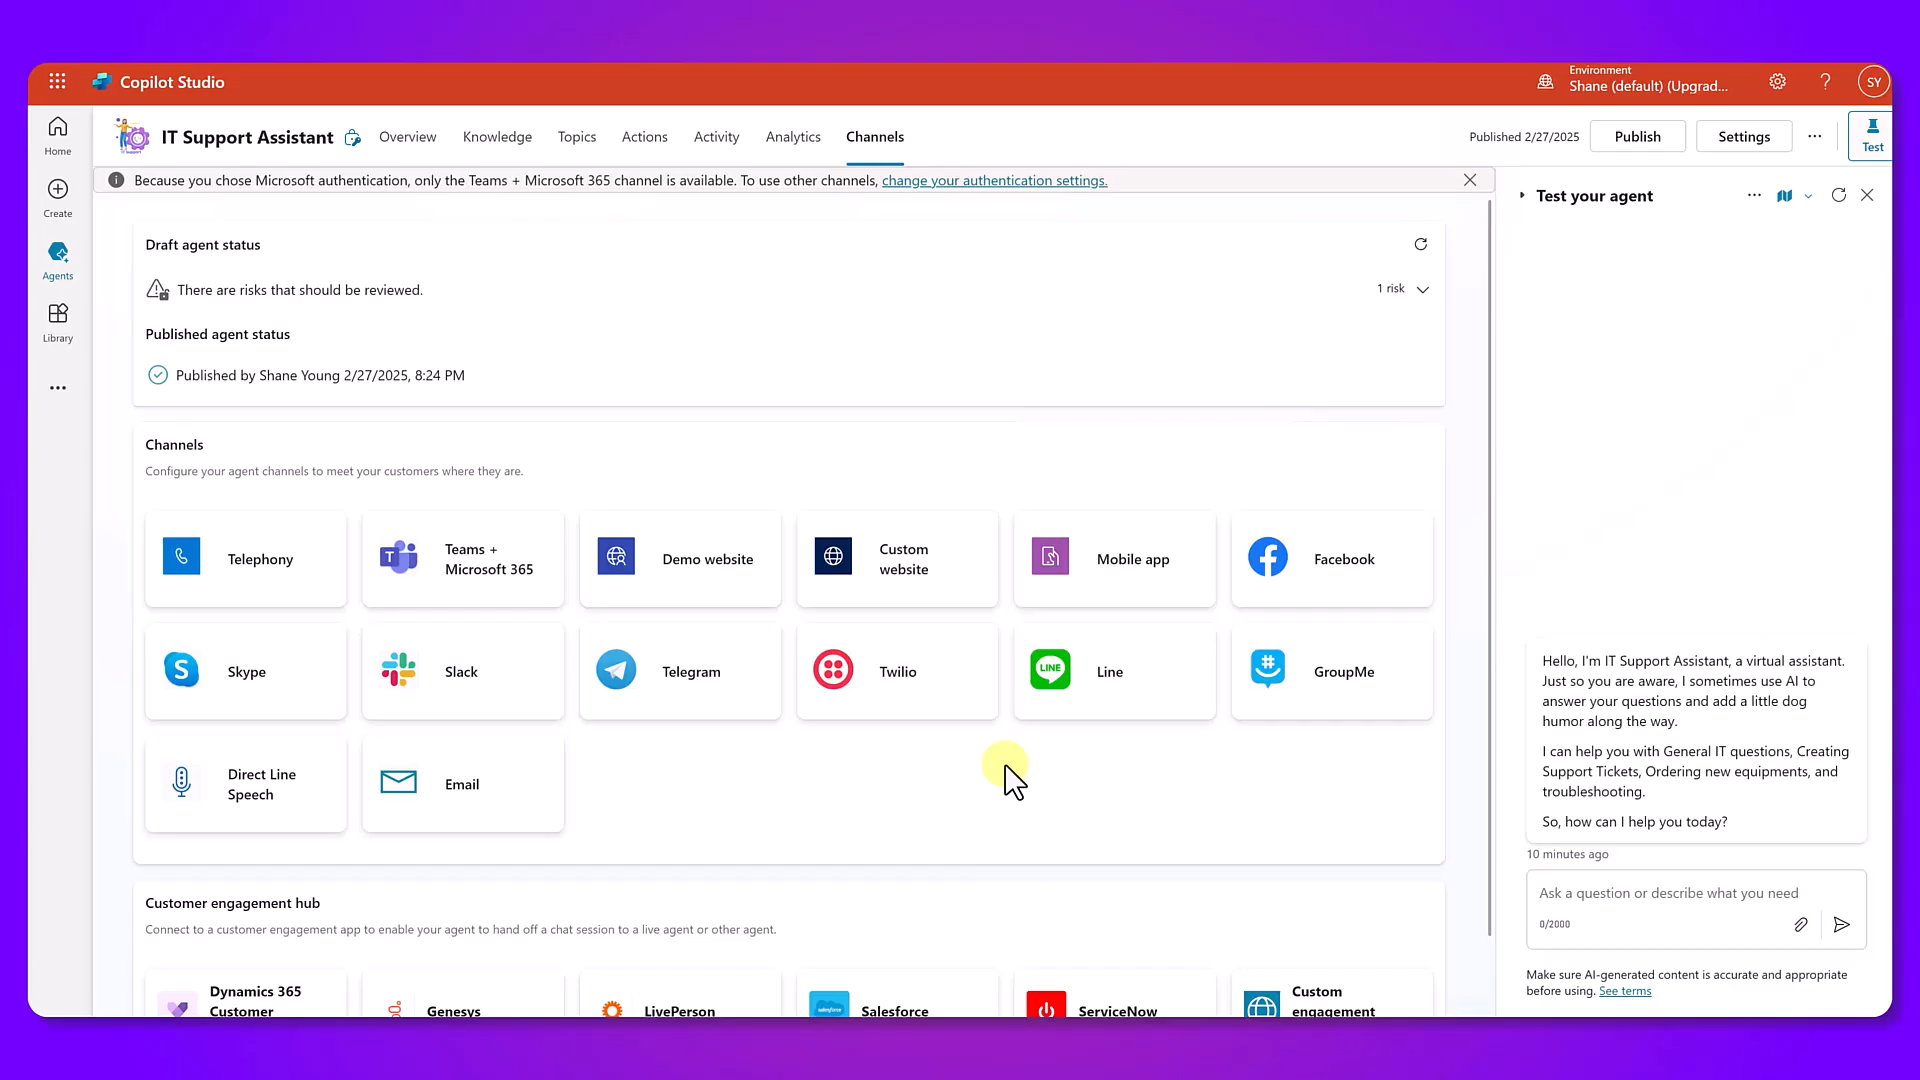 Copilot Studio
Environment
Shane (default) (Upgrad...
SY
Home
Create
Agents
Library
IT Support Assistant
Overview
Knowledge
Topics
Actions
Activity
Analytics
Channels
Published 2/27/2025
Publish
Settings
Test
Because you chose Microsoft authentication, only the Teams + Microsoft 365 channel is available. To use other channels, change your authentication settings.
Draft agent status
There are risks that should be reviewed.
1 risk
Published agent status
Published by Shane Young 2/27/2025, 8:24 PM
Channels
Configure your agent channels to meet your customers where they are.
Telephony
Teams +
Microsoft 365
Demo website
Custom
website
Mobile app
Facebook
Skype
Slack
Telegram
Twilio
LINE
Line
GroupMe
Direct Line
Speech
Email
Customer engagement hub
Connect to a customer engagement app to enable your agent to hand off a chat session to a live agent or other agent.
Dynamics 365
Customer
Genesys
LivePerson
salesforce
Salesforce
ServiceNow
Custom
engagement
Test your agent
Hello, I'm IT Support Assistant, a virtual assistant.
Just so you are aware, I sometimes use AI to
answer your questions and add a little dog
humor along the way.
I can help you with General IT questions, Creating
Support Tickets, Ordering new equipments, and
troubleshooting.
So, how can I help you today?
10 minutes ago
Ask a question or describe what you need
0/2000
Make sure AI-generated content is accurate and appropriate
before using. See terms